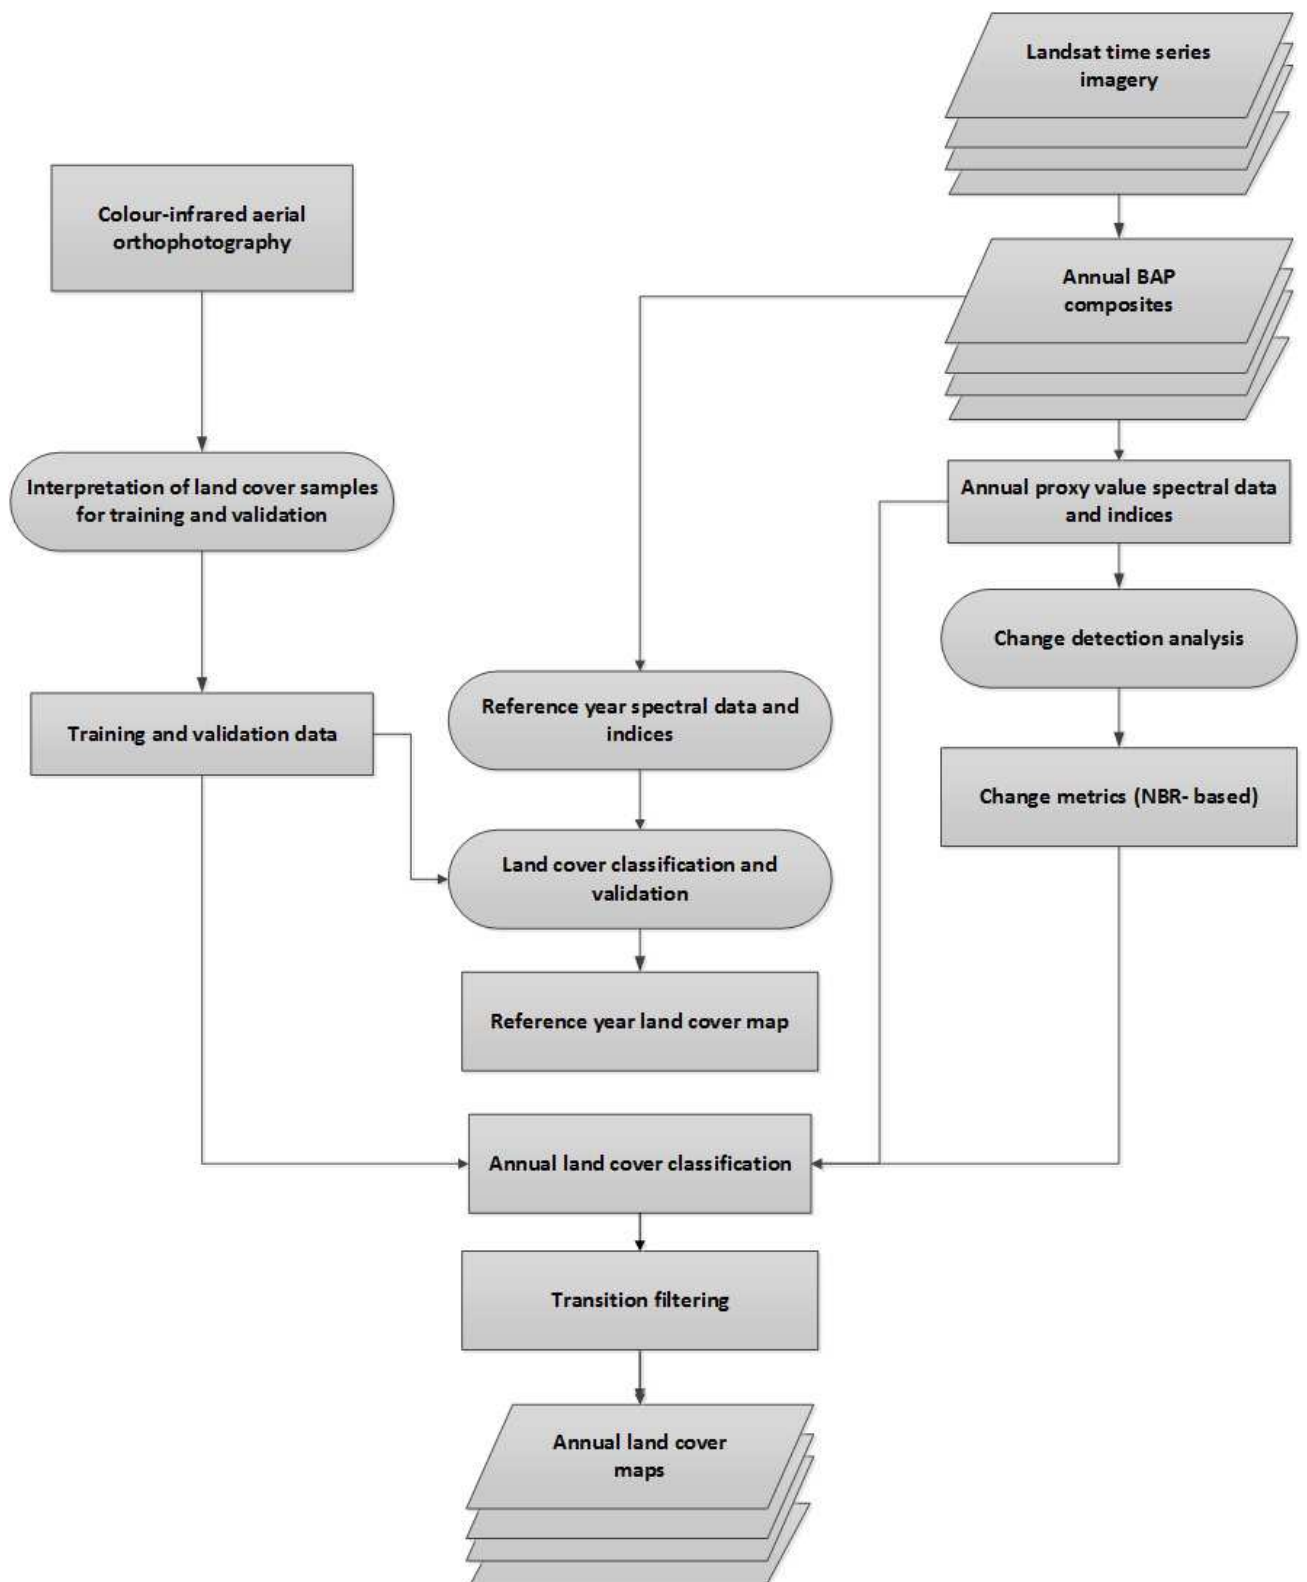 Landsat time series
imagery
Colour-infrared aerial
orthophotography
Annual BAP
composites
Interpretation of land cover samples
for training and validation
Annual proxy value spectral data
and indices
Change detection analysis
Training and validation data
Reference year spectral data and
indices
Change metrics (NBR- based)
Land cover classification and
validation
Reference year land cover map
Annual land cover classification
Transition filtering
Annual land cover
maps